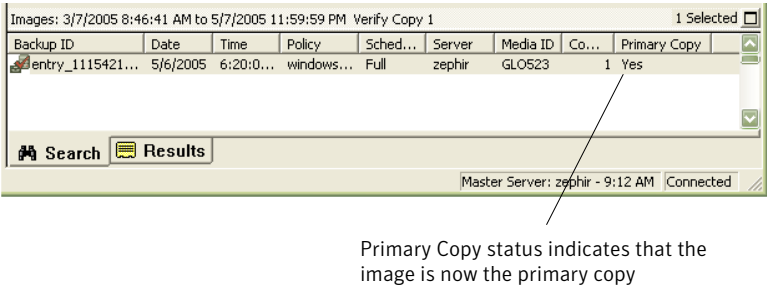 Images: 3/7/2005 8:46:41 AM to 5/7/2005 11:59:59 PM Verify Copy 1 1 Selected
Backup ID Date Time Policy Sched... Server Media ID Co... Primary Copy
entry_1115421... 5/6/2005 6:20:0... windows... Full zephir GLO523 1 Yes
Search Results
Master Server: zephir - 9:12 AM Connected
Primary Copy status indicates that the
image is now the primary copy